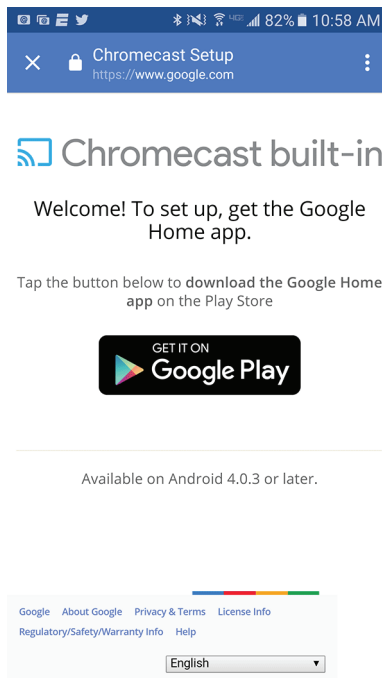 82% 10:58 AM
Chromecast Setup
https://www.google.com
Chromecast built-in
Welcome! To set up, get the Google
Home app.
Tap the button below to download the Google Home
app on the Play Store
GET IT ON
Google Play
Available on Android 4.0.3 or later.
Google About Google Privacy & Terms License Info
Regulatory/Safety/Warranty Info Help
English